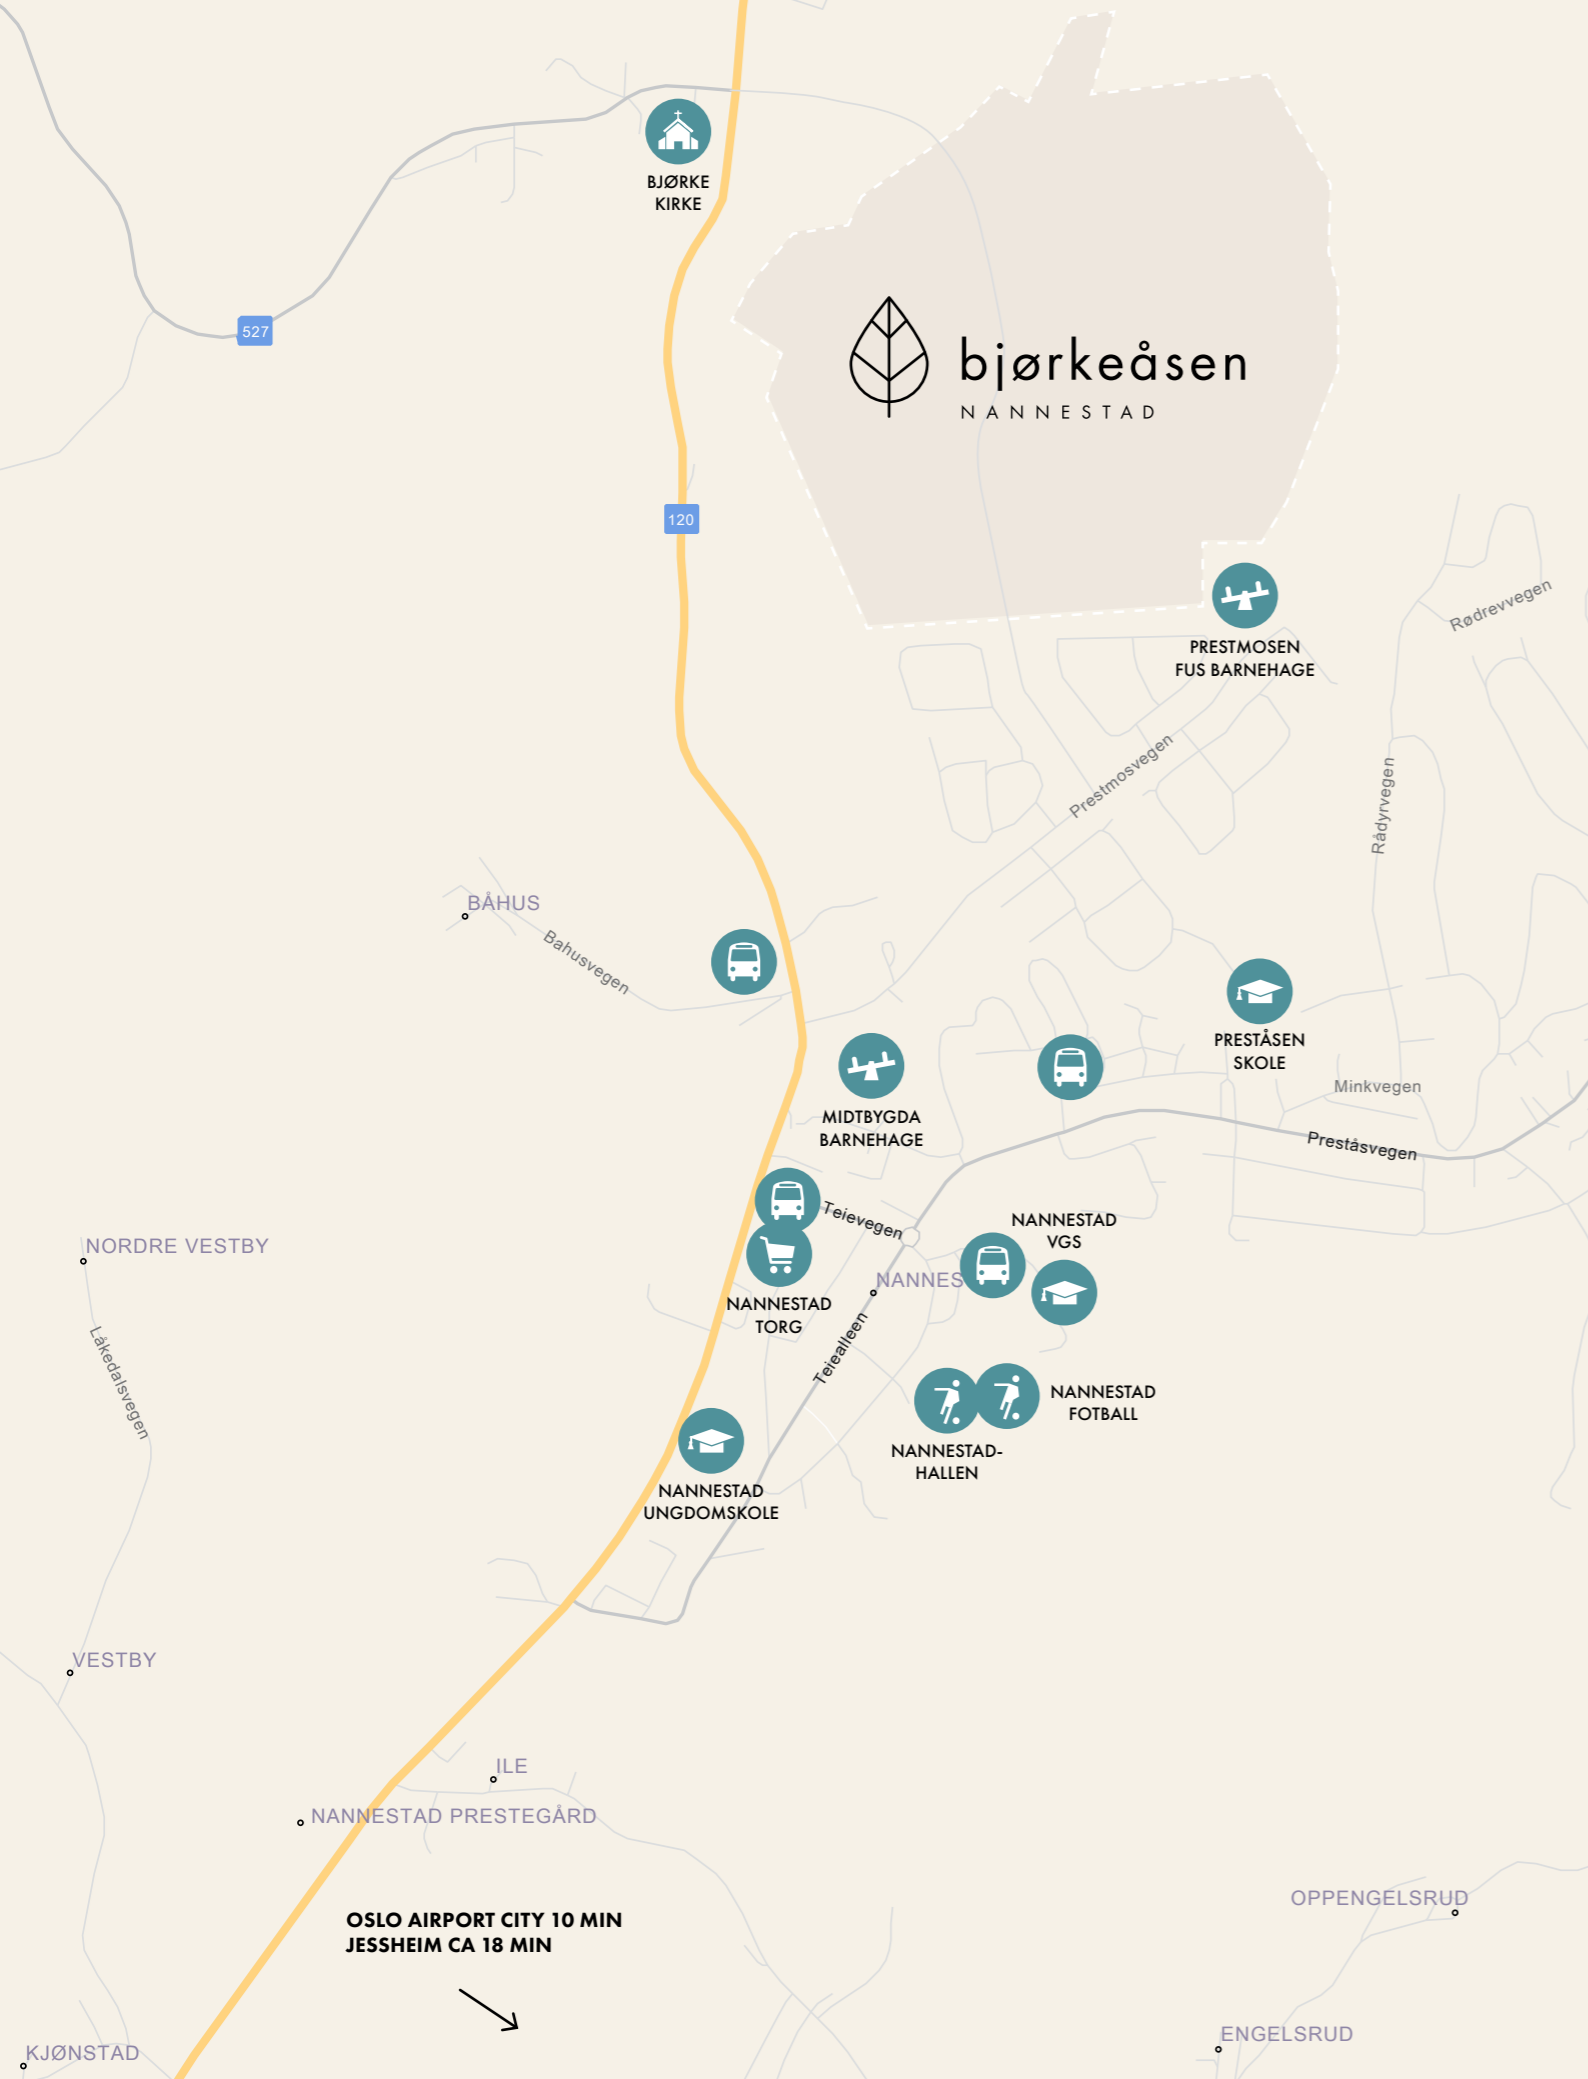 BJØRKE
KIRKE
527
bjørkeåsen
NANNESTAD
120
Rødrevvegen
PRESTMOSEN
FUS BARNEHAGE
Prestmosvegen
Rådyrvegen
BÅHUS
Bahusvegen
PRESTÅSEN
SKOLE
Minkvegen
MIDTBYGDA
BARNEHAGE
Preståsvegen
Teievegen
NANNESTAD
VGS
NORDRE VESTBY
NANNES
NANNESTAD
TORG
Teiealleen
Låkedalsvegen
NANNESTAD
FOTBALL
NANNESTAD-
HALLEN
NANNESTAD
UNGDOMSKOLE
VESTBY
ILE
NANNESTAD PRESTEGÅRD
OPPENGELSRUD
OSLO AIRPORT CITY 10 MIN
JESSHEIM CA 18 MIN
ENGELSRUD
KJØNSTAD